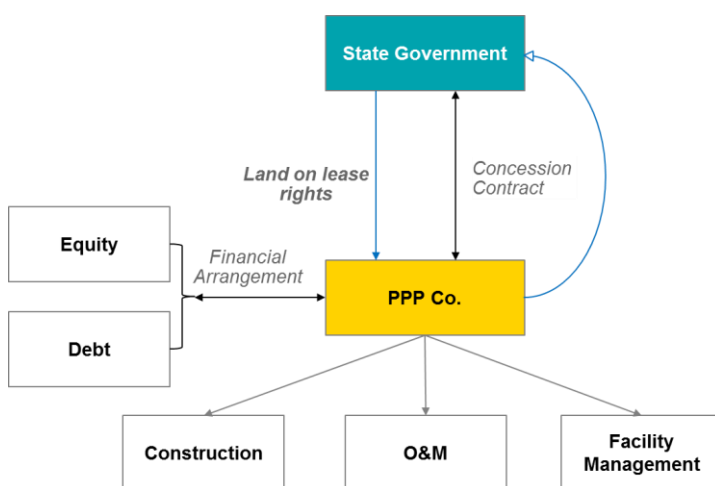 State Government
Land on lease
rights
Concession
Contract
Equity
Financial
Arrangement
PPP Co.
Debt
Construction
O&M
Facility
Management